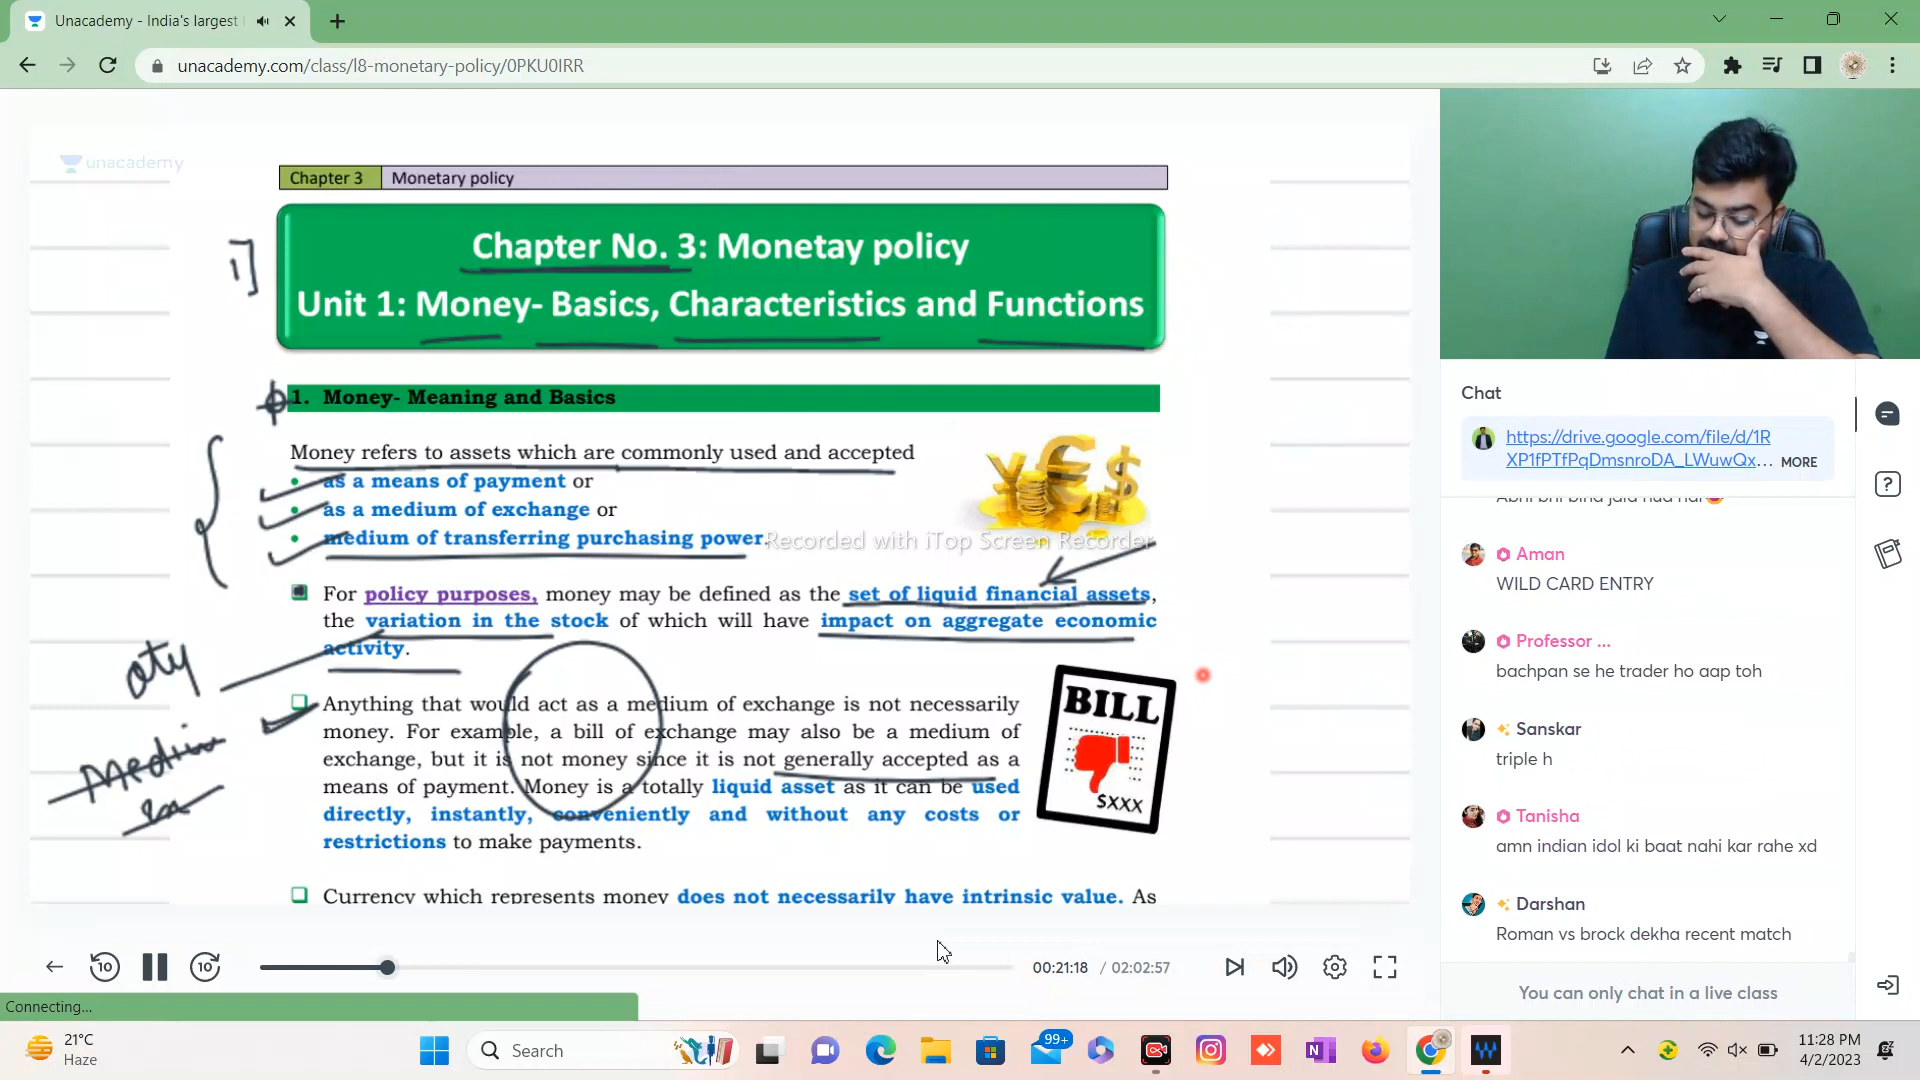 Unacademy - India's largest
unacademy.com/class/l8-monetary-policy/0PKU0IRR
unacademy
Chapter 3 Monetary policy
1]
Chapter No. 3: Monetay policy
Unit 1: Money- Basics, Characteristics and Functions
1. Money- Meaning and Basics
Money refers to assets which are commonly used and accepted
• as a means of payment or
• as a medium of exchange or
• medium of transferring purchasing power.
Recorded with iTop Screen Recorder
For policy purposes, money may be defined as the set of liquid financial assets,
the variation in the stock of which will have impact on aggregate economic
activity.
qty
Anything that would act as a medium of exchange is not necessarily
money. For example, a bill of exchange may also be a medium of
exchange, but it is not money since it is not generally accepted as a
means of payment. Money is a totally liquid asset as it can be used
directly, instantly, conveniently and without any costs or
restrictions to make payments.
Medium
BILL
$XXX
Currency which represents money does not necessarily have intrinsic value. As
00:21:18 / 02:02:57
Connecting...
Chat
https://drive.google.com/file/d/1R
XP1fPTfPqDmsnroDA_LWuwQx... MORE
Aman
WILD CARD ENTRY
Professor ...
bachpan se he trader ho aap toh
Sanskar
triple h
Tanisha
amn indian idol ki baat nahi kar rahe xd
Darshan
Roman vs brock dekha recent match
You can only chat in a live class
21°C
Haze
Search
99+
11:28 PM
4/2/2023